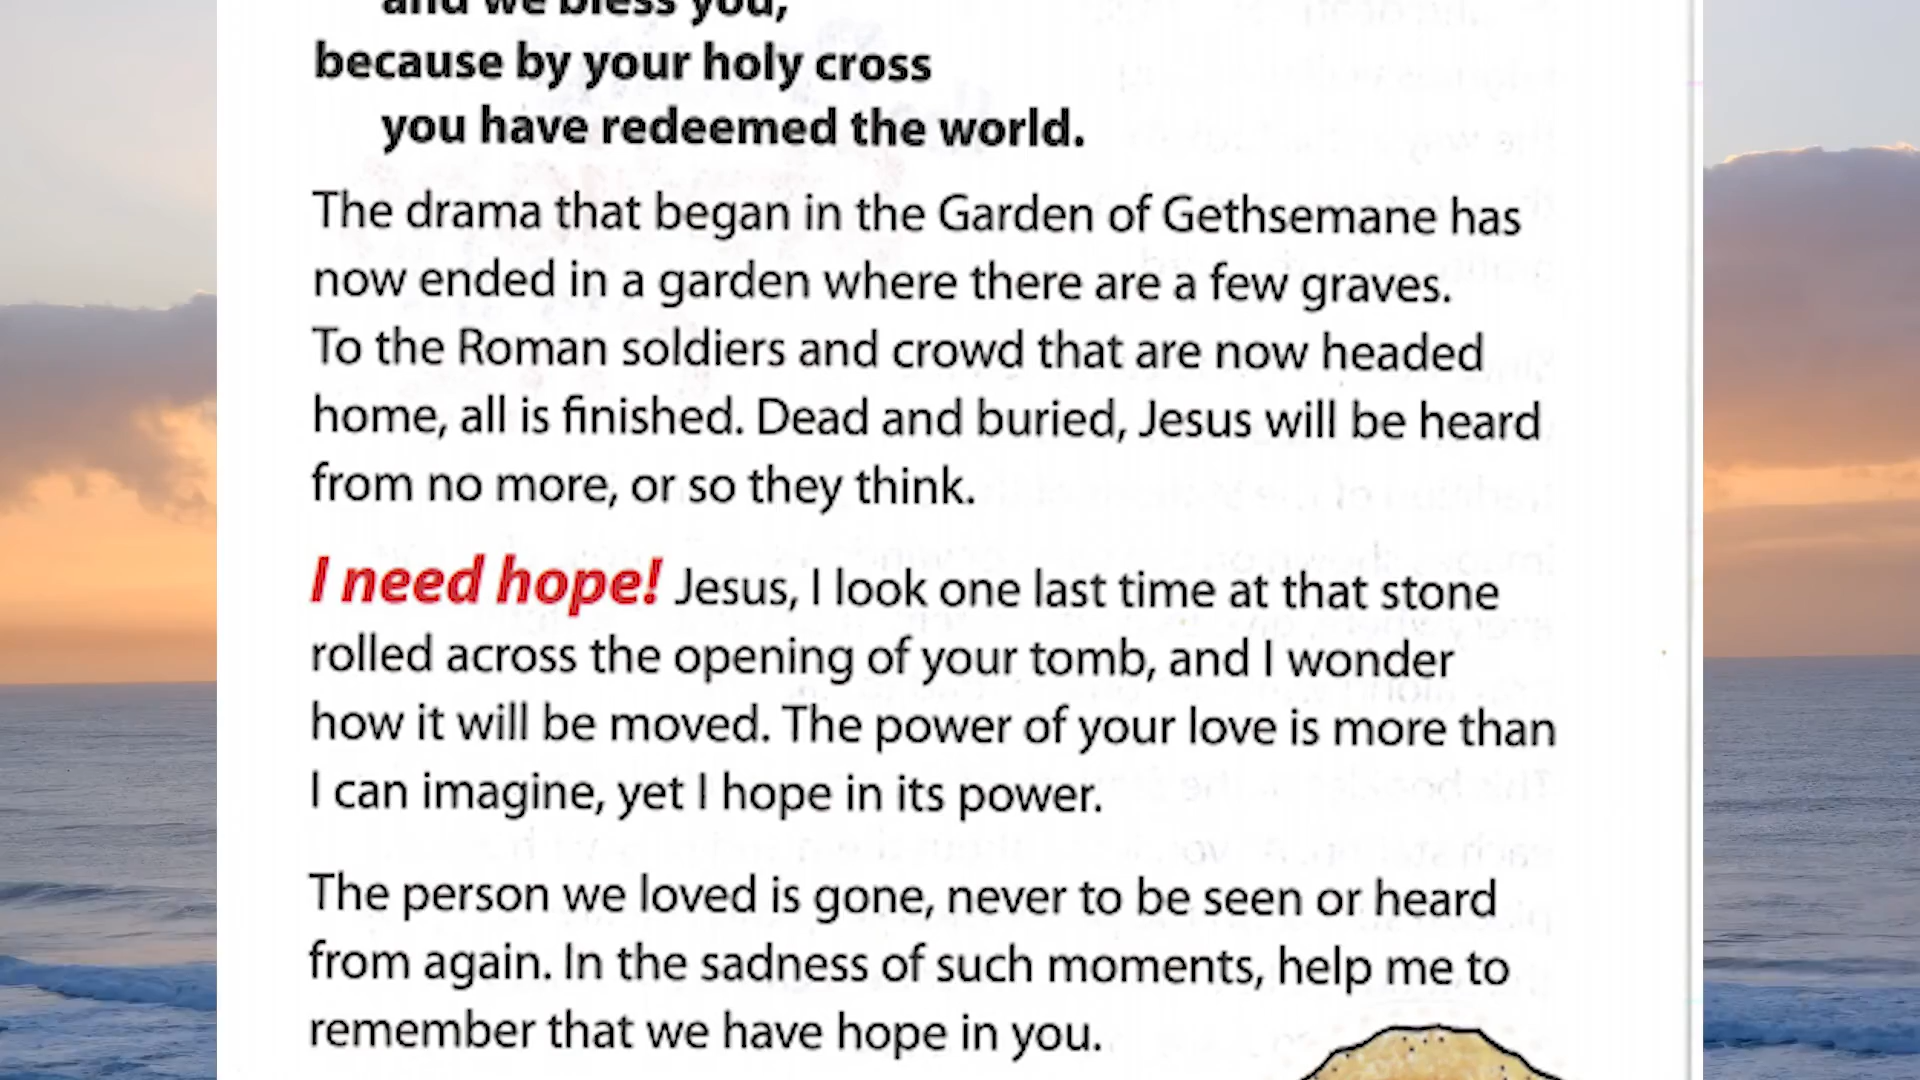 and we bless you,
because by your holy cross
you have redeemed the world.
The drama that began in the Garden of Gethsemane has
now ended in a garden where there are a few graves.
To the Roman soldiers and crowd that are now headed
home, all is finished. Dead and buried, Jesus will be heard
from no more, or so they think.
I need hope! Jesus, I look one last time at that stone
rolled across the opening of your tomb, and I wonder
how it will be moved. The power of your love is more than
I can imagine, yet I hope in its power.
The person we loved is gone, never to be seen or heard
from again. In the sadness of such moments, help me to
remember that we have hope in you.